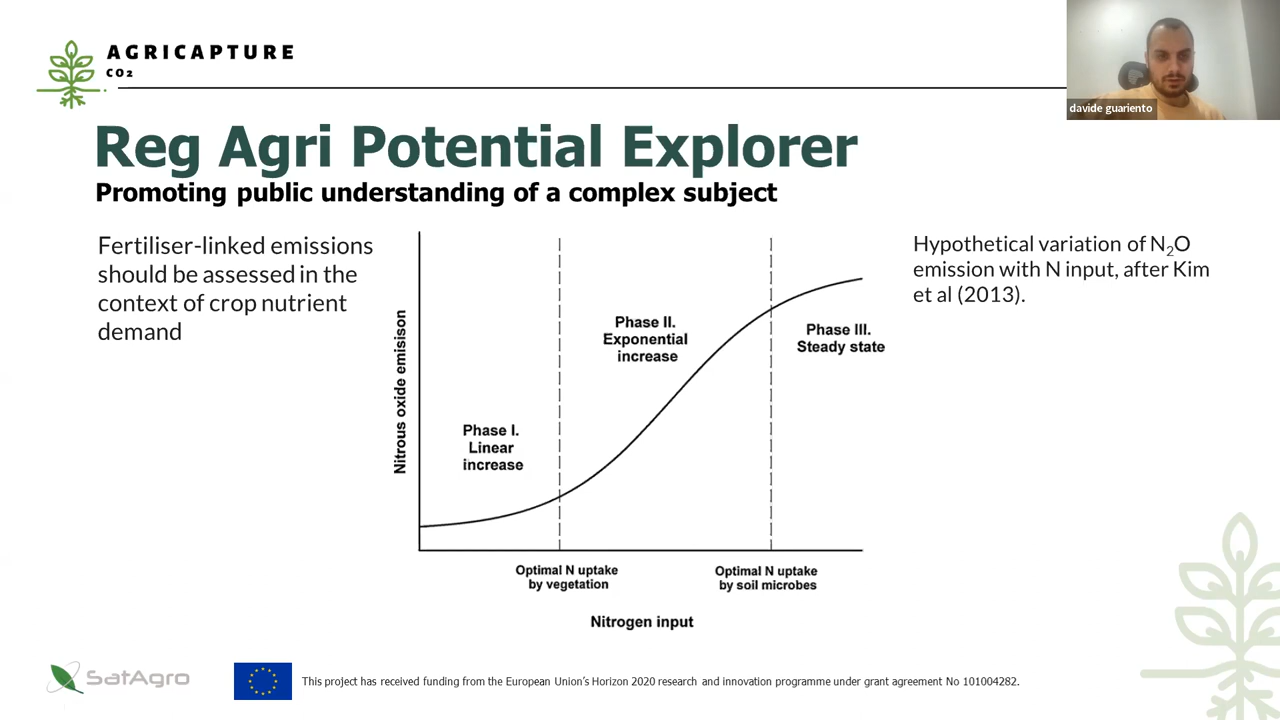 AGRICAPTURE
CO2
davide guariento
Reg Agri Potential Explorer
Promoting public understanding of a complex subject
Fertiliser-linked emissions
should be assessed in the
context of crop nutrient
demand
Nitrous oxide emisison
Phase I.
Linear
increase
Phase II.
Exponential
increase
Phase III.
Steady state
Optimal N uptake
by vegetation
Optimal N uptake
by soil microbes
Nitrogen input
Hypothetical variation of N₂O
emission with N input, after Kim
et al (2013).
SatAgro
This project has received funding from the European Union’s Horizon 2020 research and innovation programme under grant agreement No 101004282.